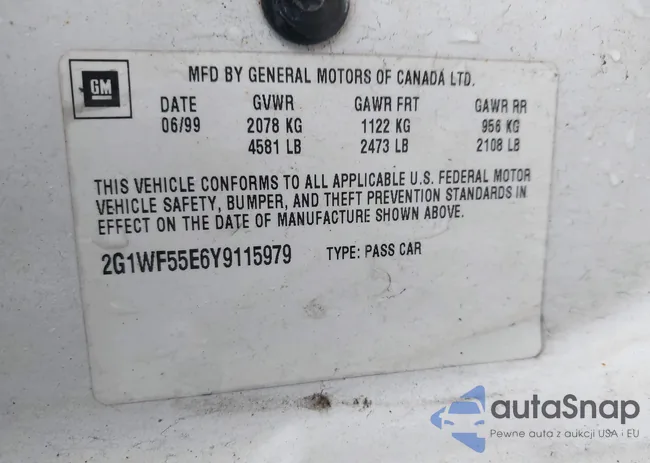 GM
MFD BY GENERAL MOTORS OF CANADA LTD.
DATE GVWR GAWR FRT GAWR RR
06/99 2078 KG 1122 KG 956 KG
4581 LB 2473 LB 2108 LB
THIS VEHICLE CONFORMS TO ALL APPLICABLE U.S. FEDERAL MOTOR
VEHICLE SAFETY, BUMPER, AND THEFT PREVENTION STANDARDS IN
EFFECT ON THE DATE OF MANUFACTURE SHOWN ABOVE.
2G1WF55E6Y9115979 TYPE: PASS CAR
autaSnap
Pewne auta z aukcji USA i EU